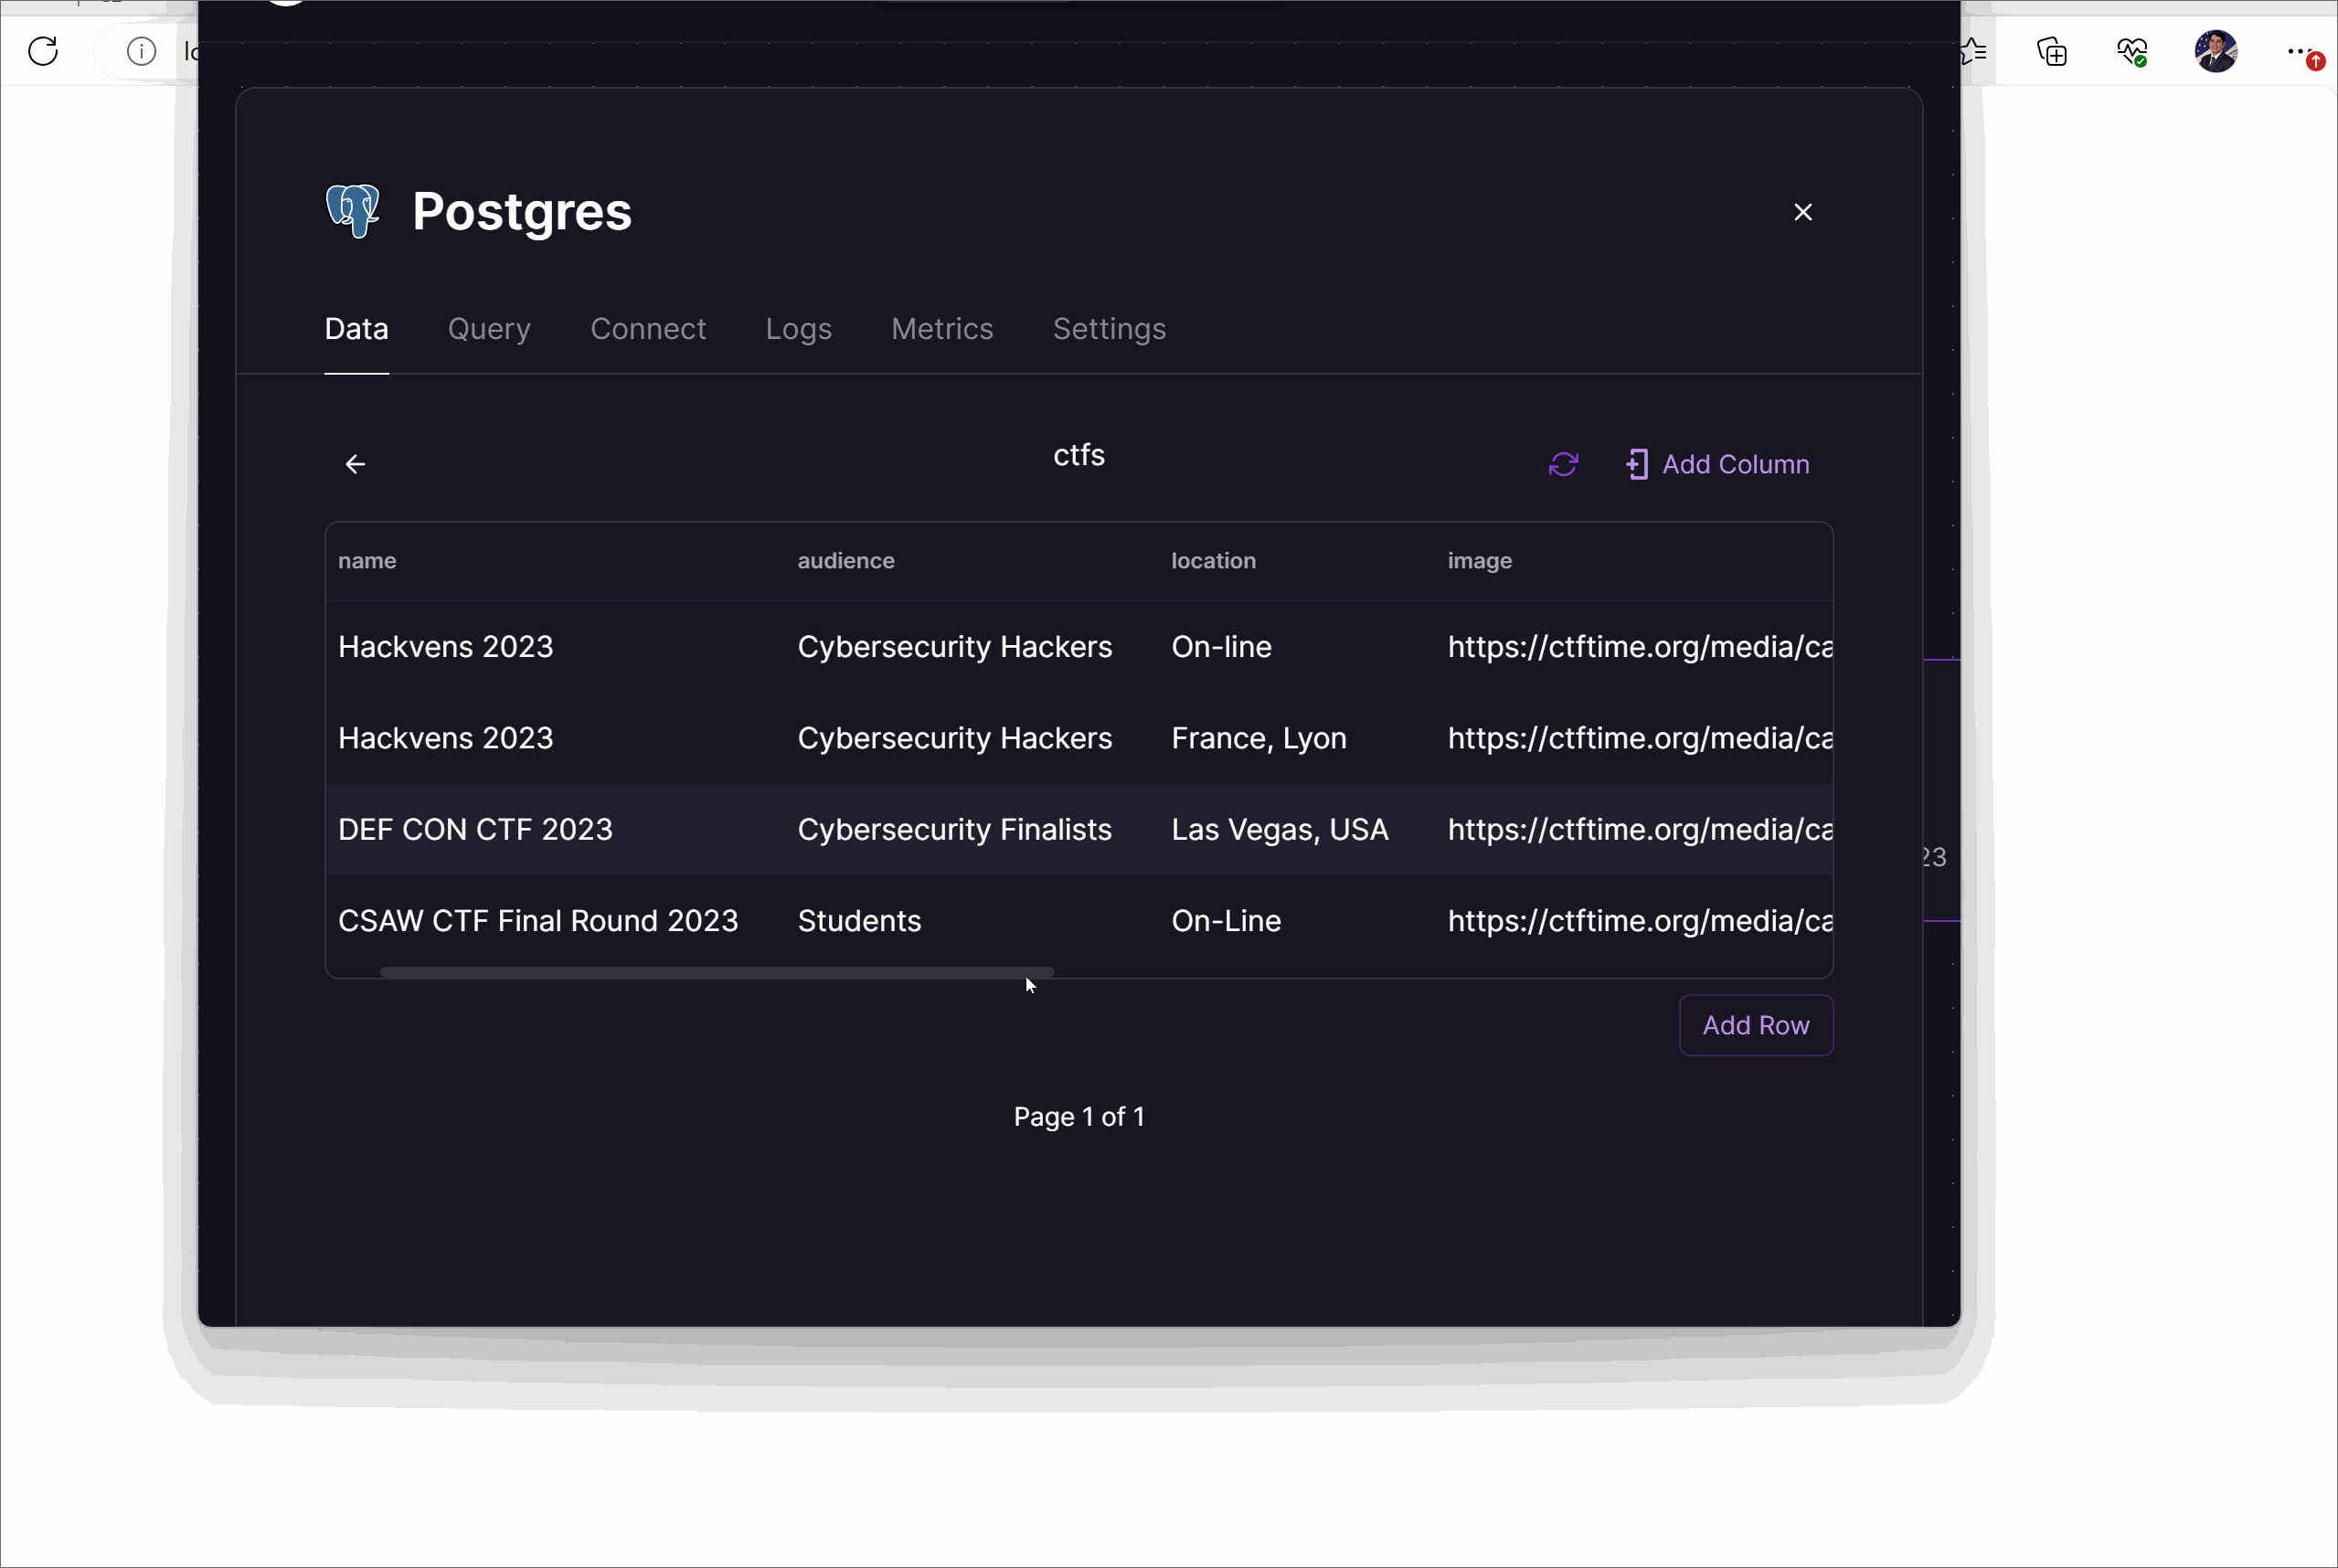 Postgres
Data Query Connect Logs Metrics Settings
ctfs
Add Column
name audience location image
Hackvens 2023 Cybersecurity Hackers On-line https://ctftime.org/media/ca
Hackvens 2023 Cybersecurity Hackers France, Lyon https://ctftime.org/media/ca
DEF CON CTF 2023 Cybersecurity Finalists Las Vegas, USA https://ctftime.org/media/ca
23
CSAW CTF Final Round 2023 Students On-Line https://ctftime.org/media/ca
Add Row
Page 1 of 1